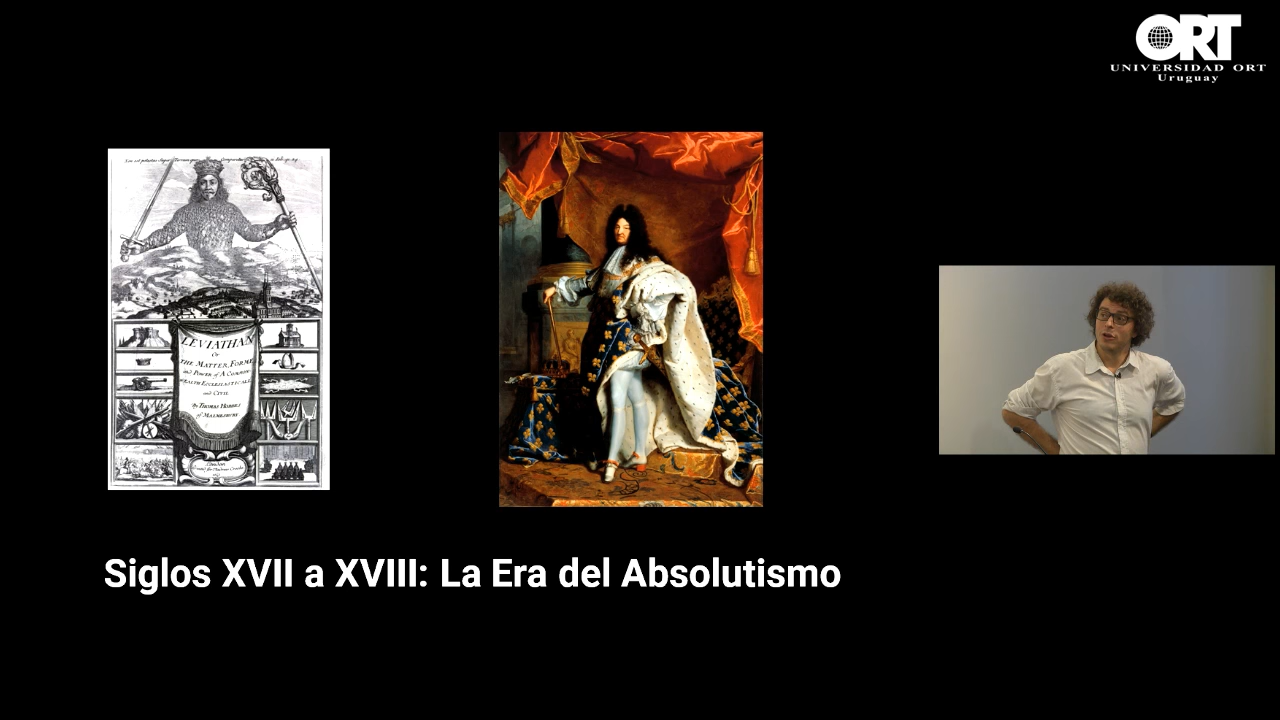 ORT
UNIVERSIDAD ORT
Uruguay
LEVIATHAN
Or
THE MATTER, FORME
and POWER of A COMMON
WEALTH ECCLESIASTICALL
and CIVIL
By THOMAS HOBBES
of MALMESBURY
London
Siglos XVII a XVIII: La Era del Absolutismo